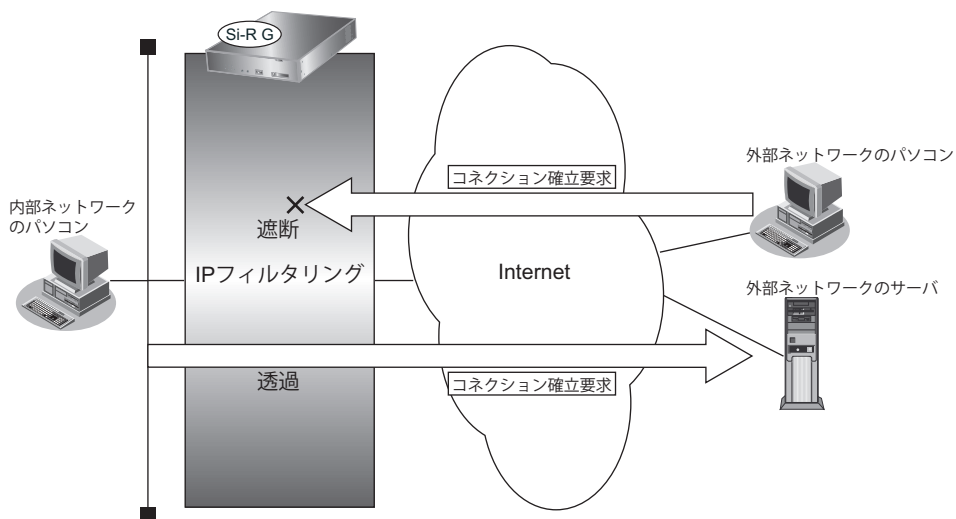 Si-R G
外部ネットワークのパソコン
コネクション確立要求
内部ネットワーク
のパソコン
遮断
IPフィルタリング
Internet
外部ネットワークのサーバ
透過
コネクション確立要求